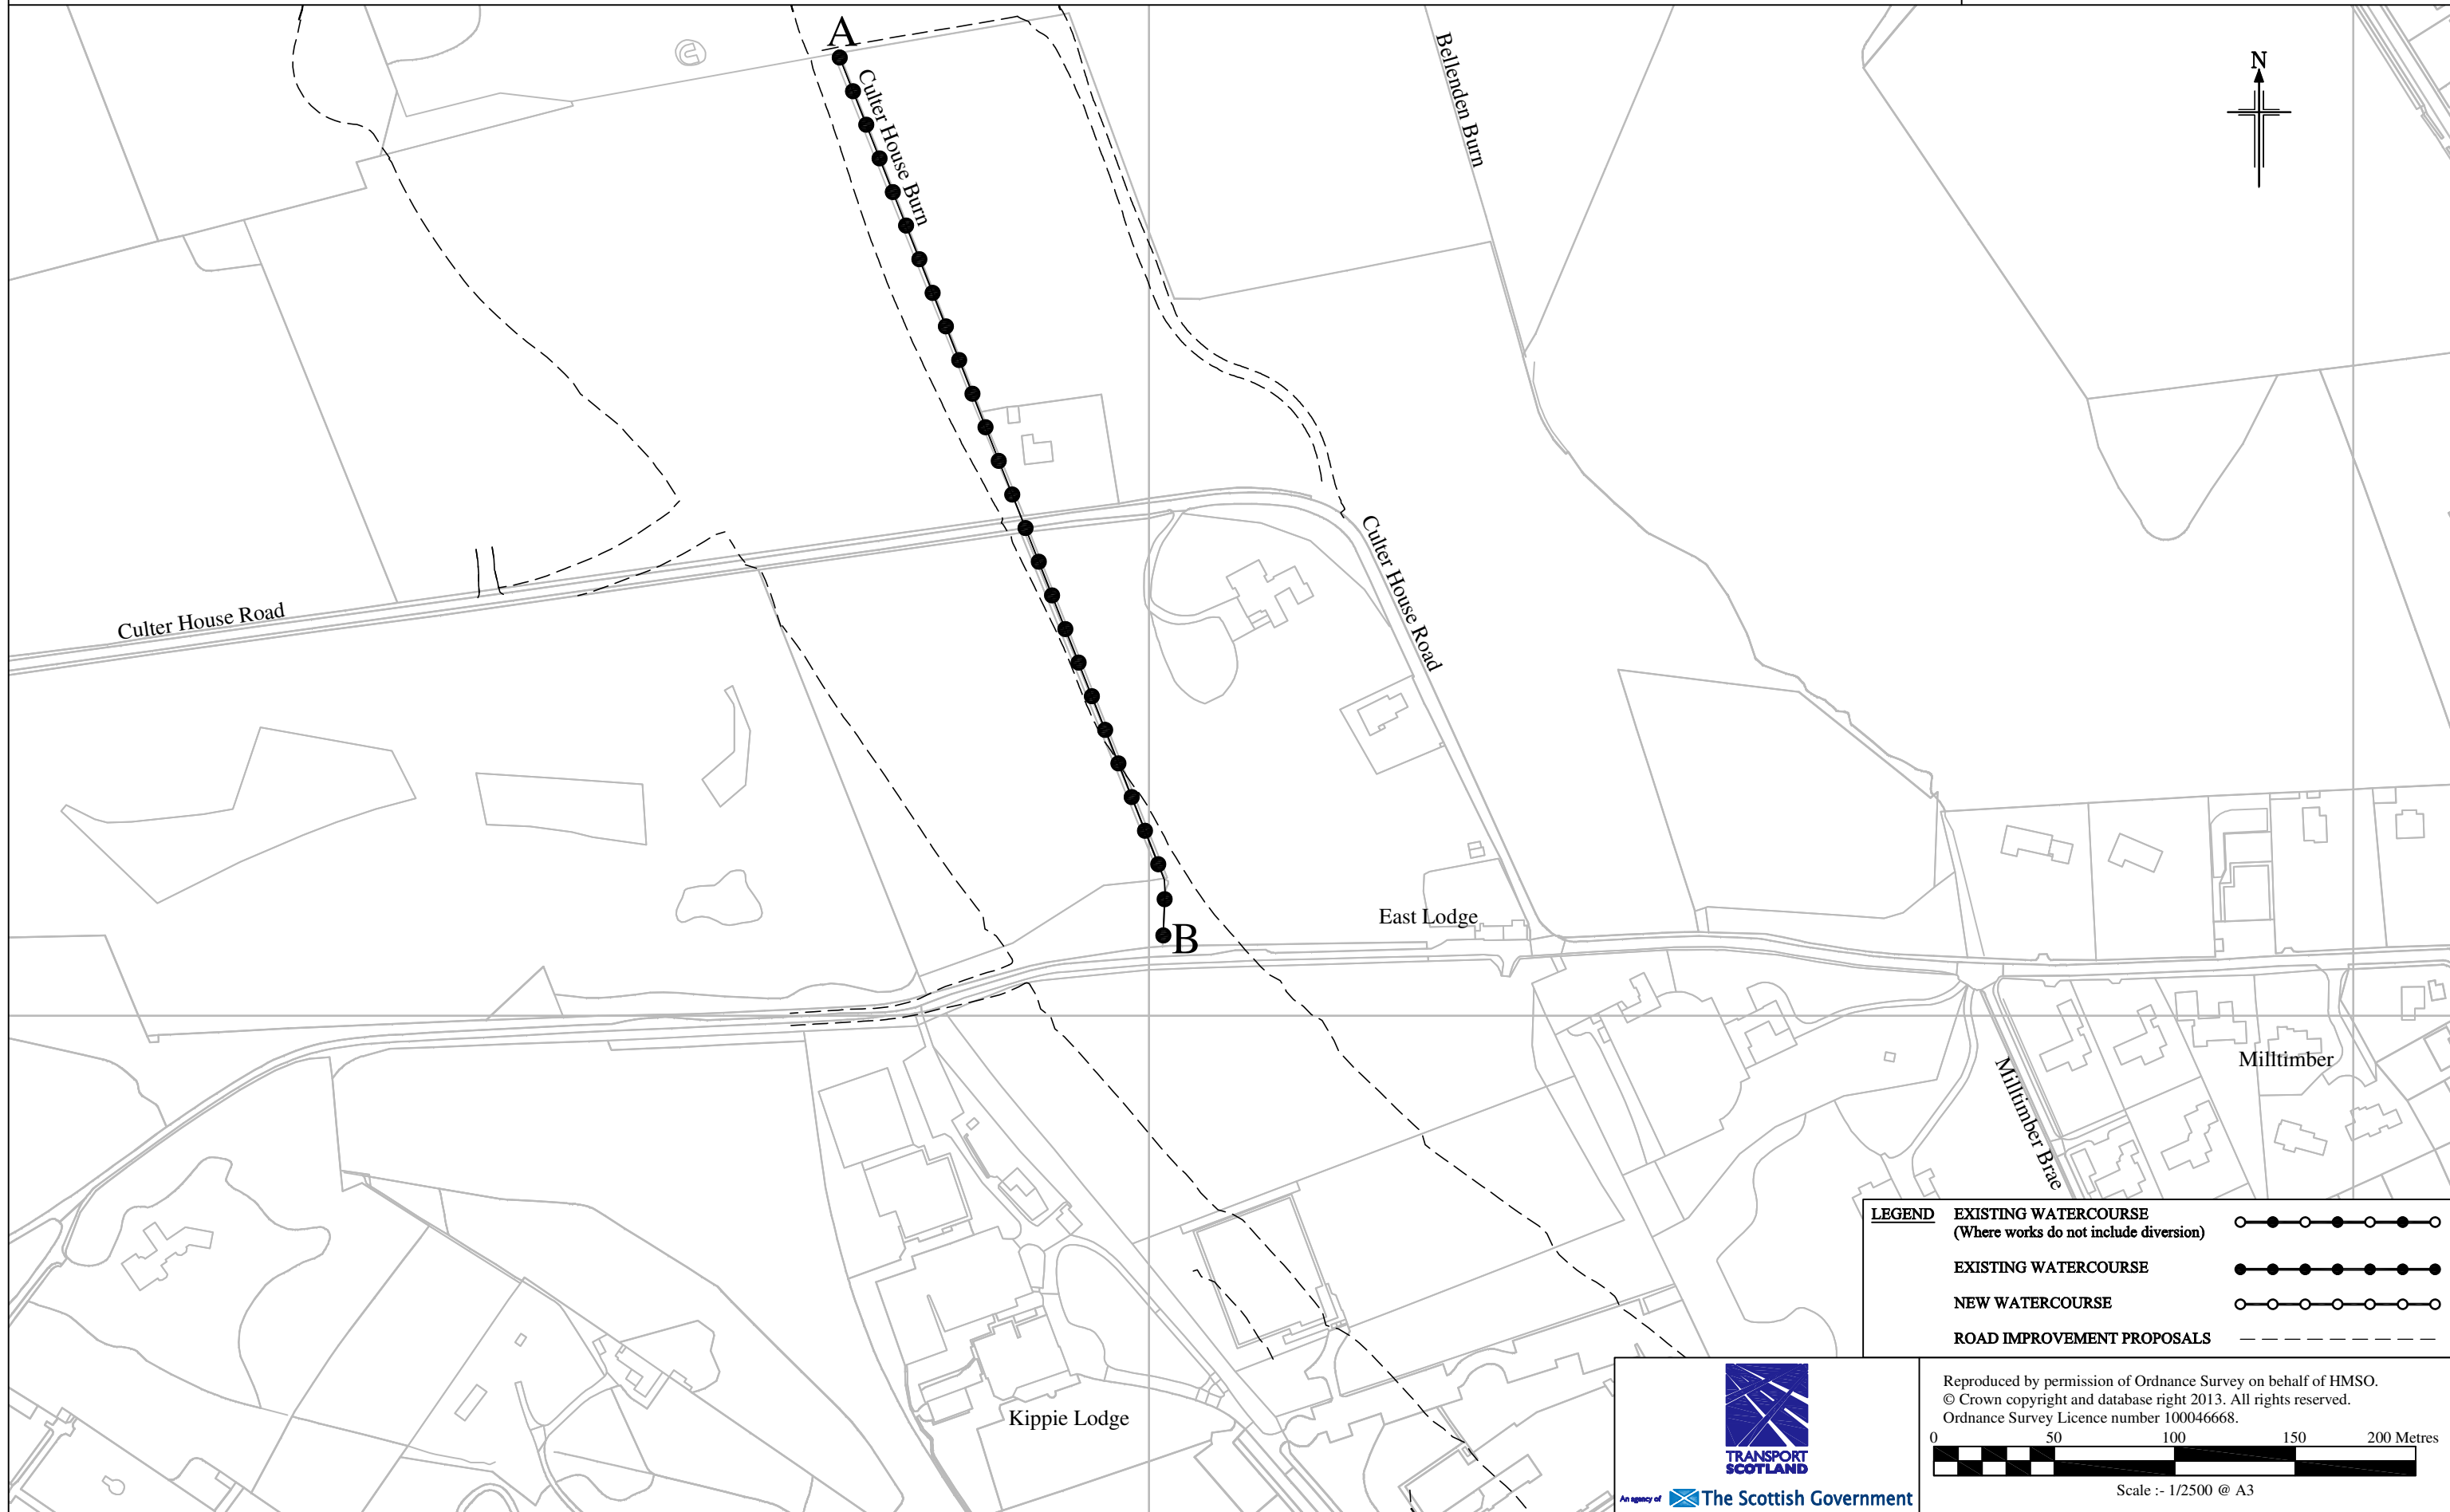 A
Culter House Burn
Bellenden Burn
N
Culter House Road
Culter House Road
East Lodge
B
Milltimber
Milltimber Brae
Kippie Lodge
LEGEND
EXISTING WATERCOURSE
(Where works do not include diversion)
EXISTING WATERCOURSE
NEW WATERCOURSE
ROAD IMPROVEMENT PROPOSALS
TRANSPORT
SCOTLAND
An agency of The Scottish Government
Reproduced by permission of Ordnance Survey on behalf of HMSO.
© Crown copyright and database right 2013. All rights reserved.
Ordnance Survey Licence number 100046668.
0 50 100 150 200 Metres
Scale :- 1/2500 @ A3